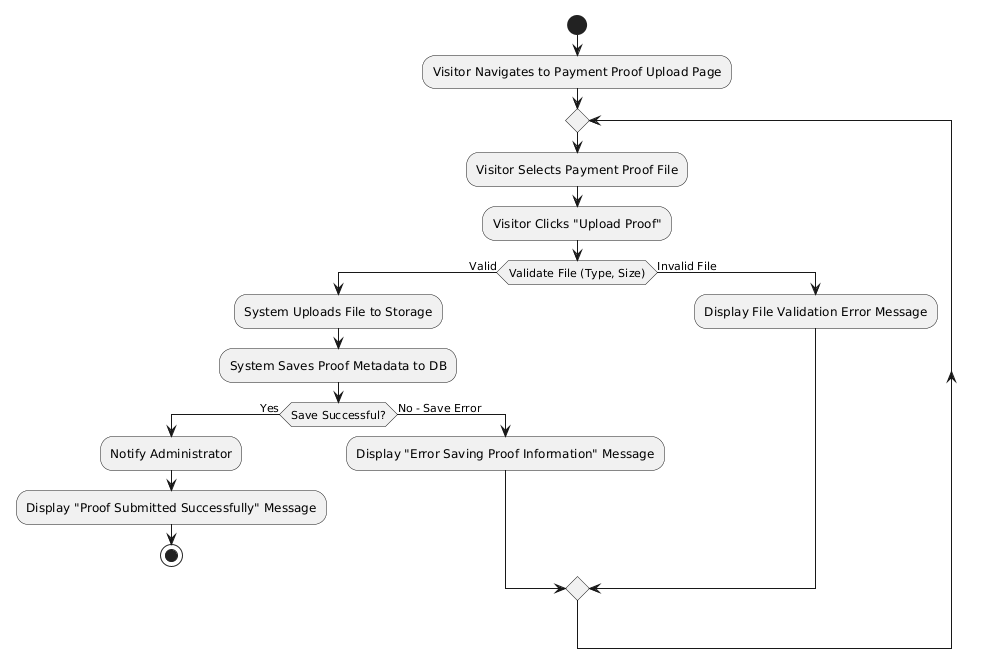 Visitor Navigates to Payment Proof Upload Page
Visitor Selects Payment Proof File
Visitor Clicks "Upload Proof"
Valid
Validate File (Type, Size)
Invalid File
System Uploads File to Storage
Display File Validation Error Message
System Saves Proof Metadata to DB
Yes
Save Successful?
No - Save Error
Notify Administrator
Display "Error Saving Proof Information" Message
Display "Proof Submitted Successfully" Message